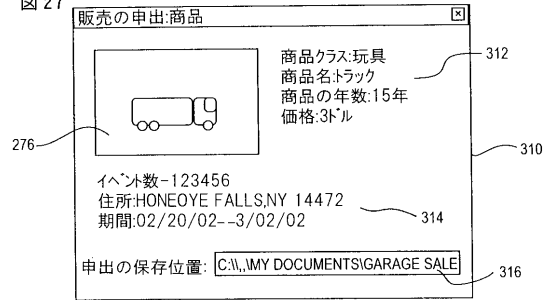 図27
販売の申出:商品
商品クラス:玩具
商品名:トラック
商品の年数:15年
価格:3ドル
312
276
310
イベント数-123456
住所:HONEOYE FALLS,NY 14472
期間:02/20/02--3/02/02
314
申出の保存位置: C:\\,,\MY DOCUMENTS\GARAGE SALE
316